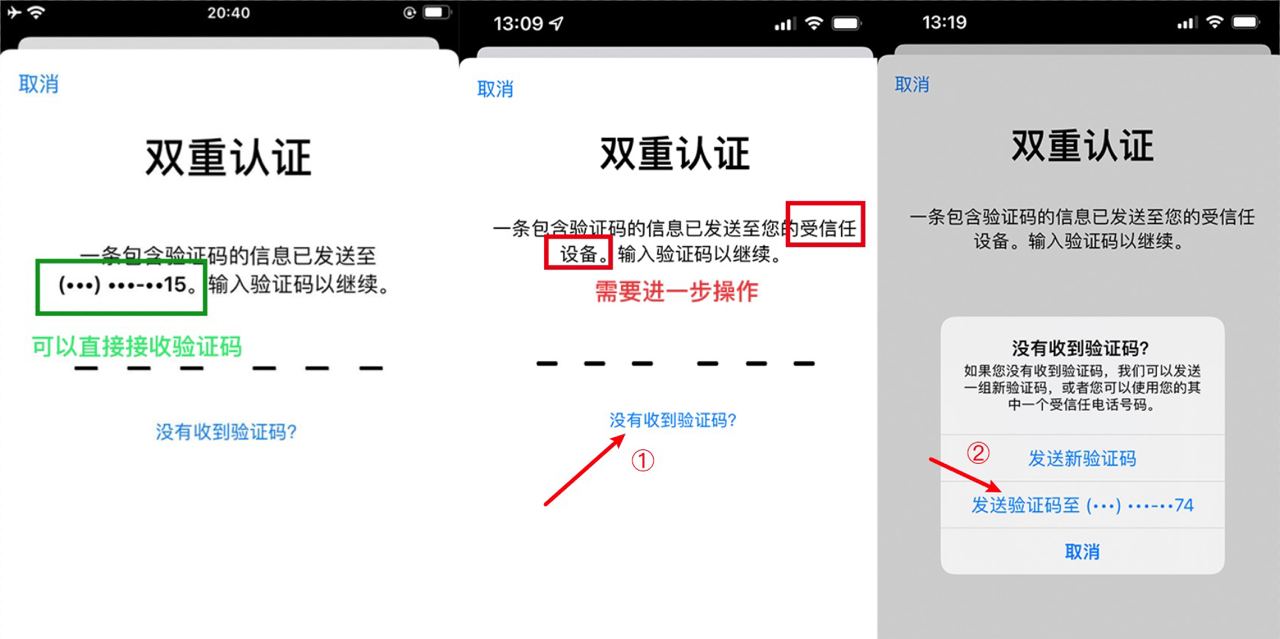 20:40
取消
双重认证
一条包含验证码的信息已发送至
(•••) •••-••15。输入验证码以继续。
可以直接接收验证码
没有收到验证码?
13:09
取消
双重认证
一条包含验证码的信息已发送至您的受信任
设备。输入验证码以继续。
需要进一步操作
没有收到验证码?
①
13:19
取消
双重认证
一条包含验证码的信息已发送至您的受信任
设备。输入验证码以继续。
没有收到验证码?
如果您没有收到验证码，我们可以发送
一组新验证码，或者您可以使用您的其
中一个受信任电话号码。
②
发送新验证码
发送验证码至 (•••) •••-••74
取消